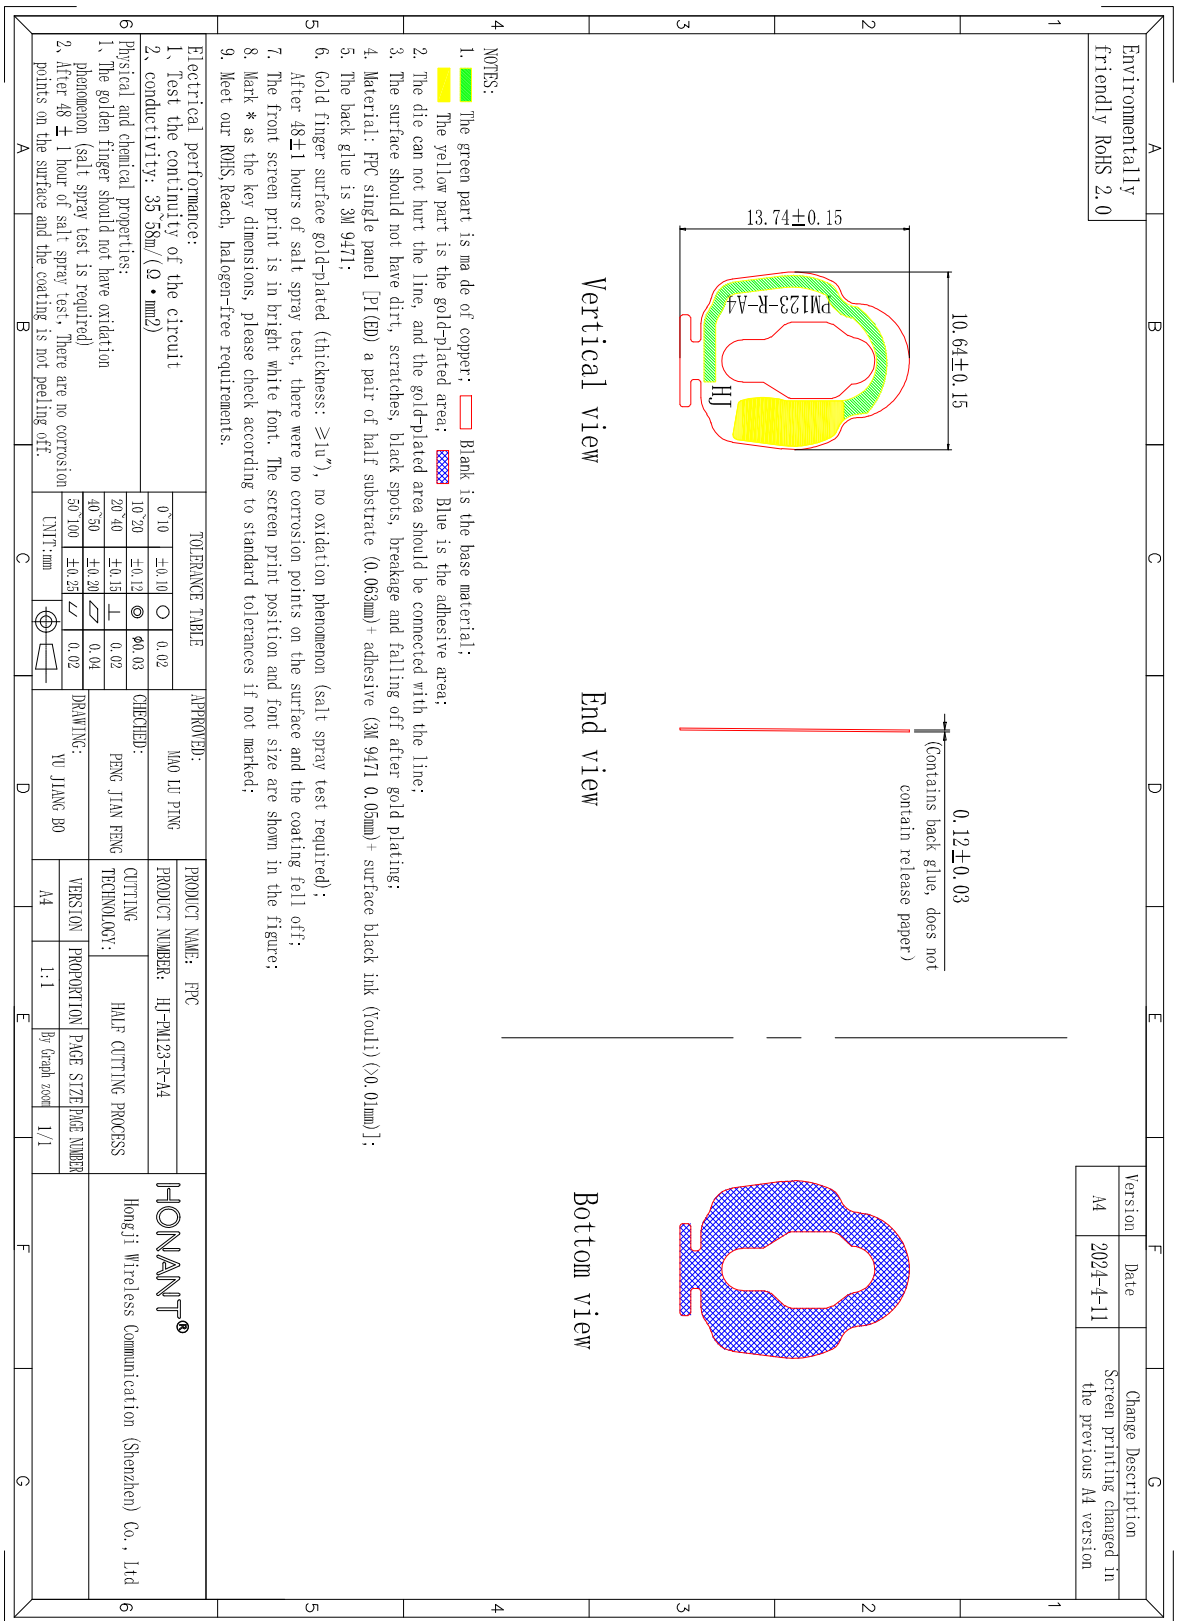 A
B
C
D
E
F
G
1
2
3
4
5
6
Environmentally
friendly RoHS 2.0
Version
Date
Change Description
A4
2024-4-11
Screen printing changed in
the previous A4 version
10.64±0.15
13.74±0.15
PM123-R-A4
HJ
0.12±0.03
(Contains back glue, does not
contain release paper)
Vertical view
End view
Bottom view
NOTES:
1. The green part is ma de of copper; Blank is the base material;
The yellow part is the gold-plated area; Blue is the adhesive area;
2. The die can not hurt the line, and the gold-plated area should be connected with the line;
3. The surface should not have dirt, scratches, black spots, breakage and falling off after gold plating;
4. Material: FPC single panel [PI(ED) a pair of half substrate (0.063mm)+ adhesive (3M 9471 0.05mm)+ surface black ink (Youli)(>0.01mm)];
5. The back glue is 3M 9471;
6. Gold finger surface gold-plated (thickness: ≥1u"), no oxidation phenomenon (salt spray test required);
After 48±1 hours of salt spray test, there were no corrosion points on the surface and the coating fell off;
7. The front screen print is in bright white font. The screen print position and font size are shown in the figure;
8. Mark * as the key dimensions, please check according to standard tolerances if not marked;
9. Meet our ROHS,Reach, halogen-free requirements.
Electrical performance:
1、Test the continuity of the circuit
2、conductivity: 35~58m/(Ω•mm2)
Physical and chemical properties:
1、The golden finger should not have oxidation
phenomenon (salt spray test is required)
2、After 48 ± 1 hour of salt spray test, There are no corrosion
points on the surface and the coating is not peeling off.
TOLERANCE TABLE
0~10 ±0.10 ○ 0.02
10~20 ±0.12 ◎ Φ0.03
20~40 ±0.15 ⊥ 0.02
40~50 ±0.20 ▱ 0.04
50~100 ±0.25 // 0.02
UNIT:mm
APPROVED:
MAO LU PING
CHECHED:
PENG JIAN FENG
DRAWING:
YU JIANG BO
PRODUCT NAME: FPC
PRODUCT NUMBER: HJ-PM123-R-A4
CUTTING
TECHNOLOGY:
HALF CUTTING PROCESS
VERSION PROPORTION PAGE SIZE PAGE NUMBER
A4 1:1 By Graph zoom 1/1
HONANT®
Hongji Wireless Communication (Shenzhen) Co., Ltd
A
B
C
D
E
F
G
1
2
3
4
5
6